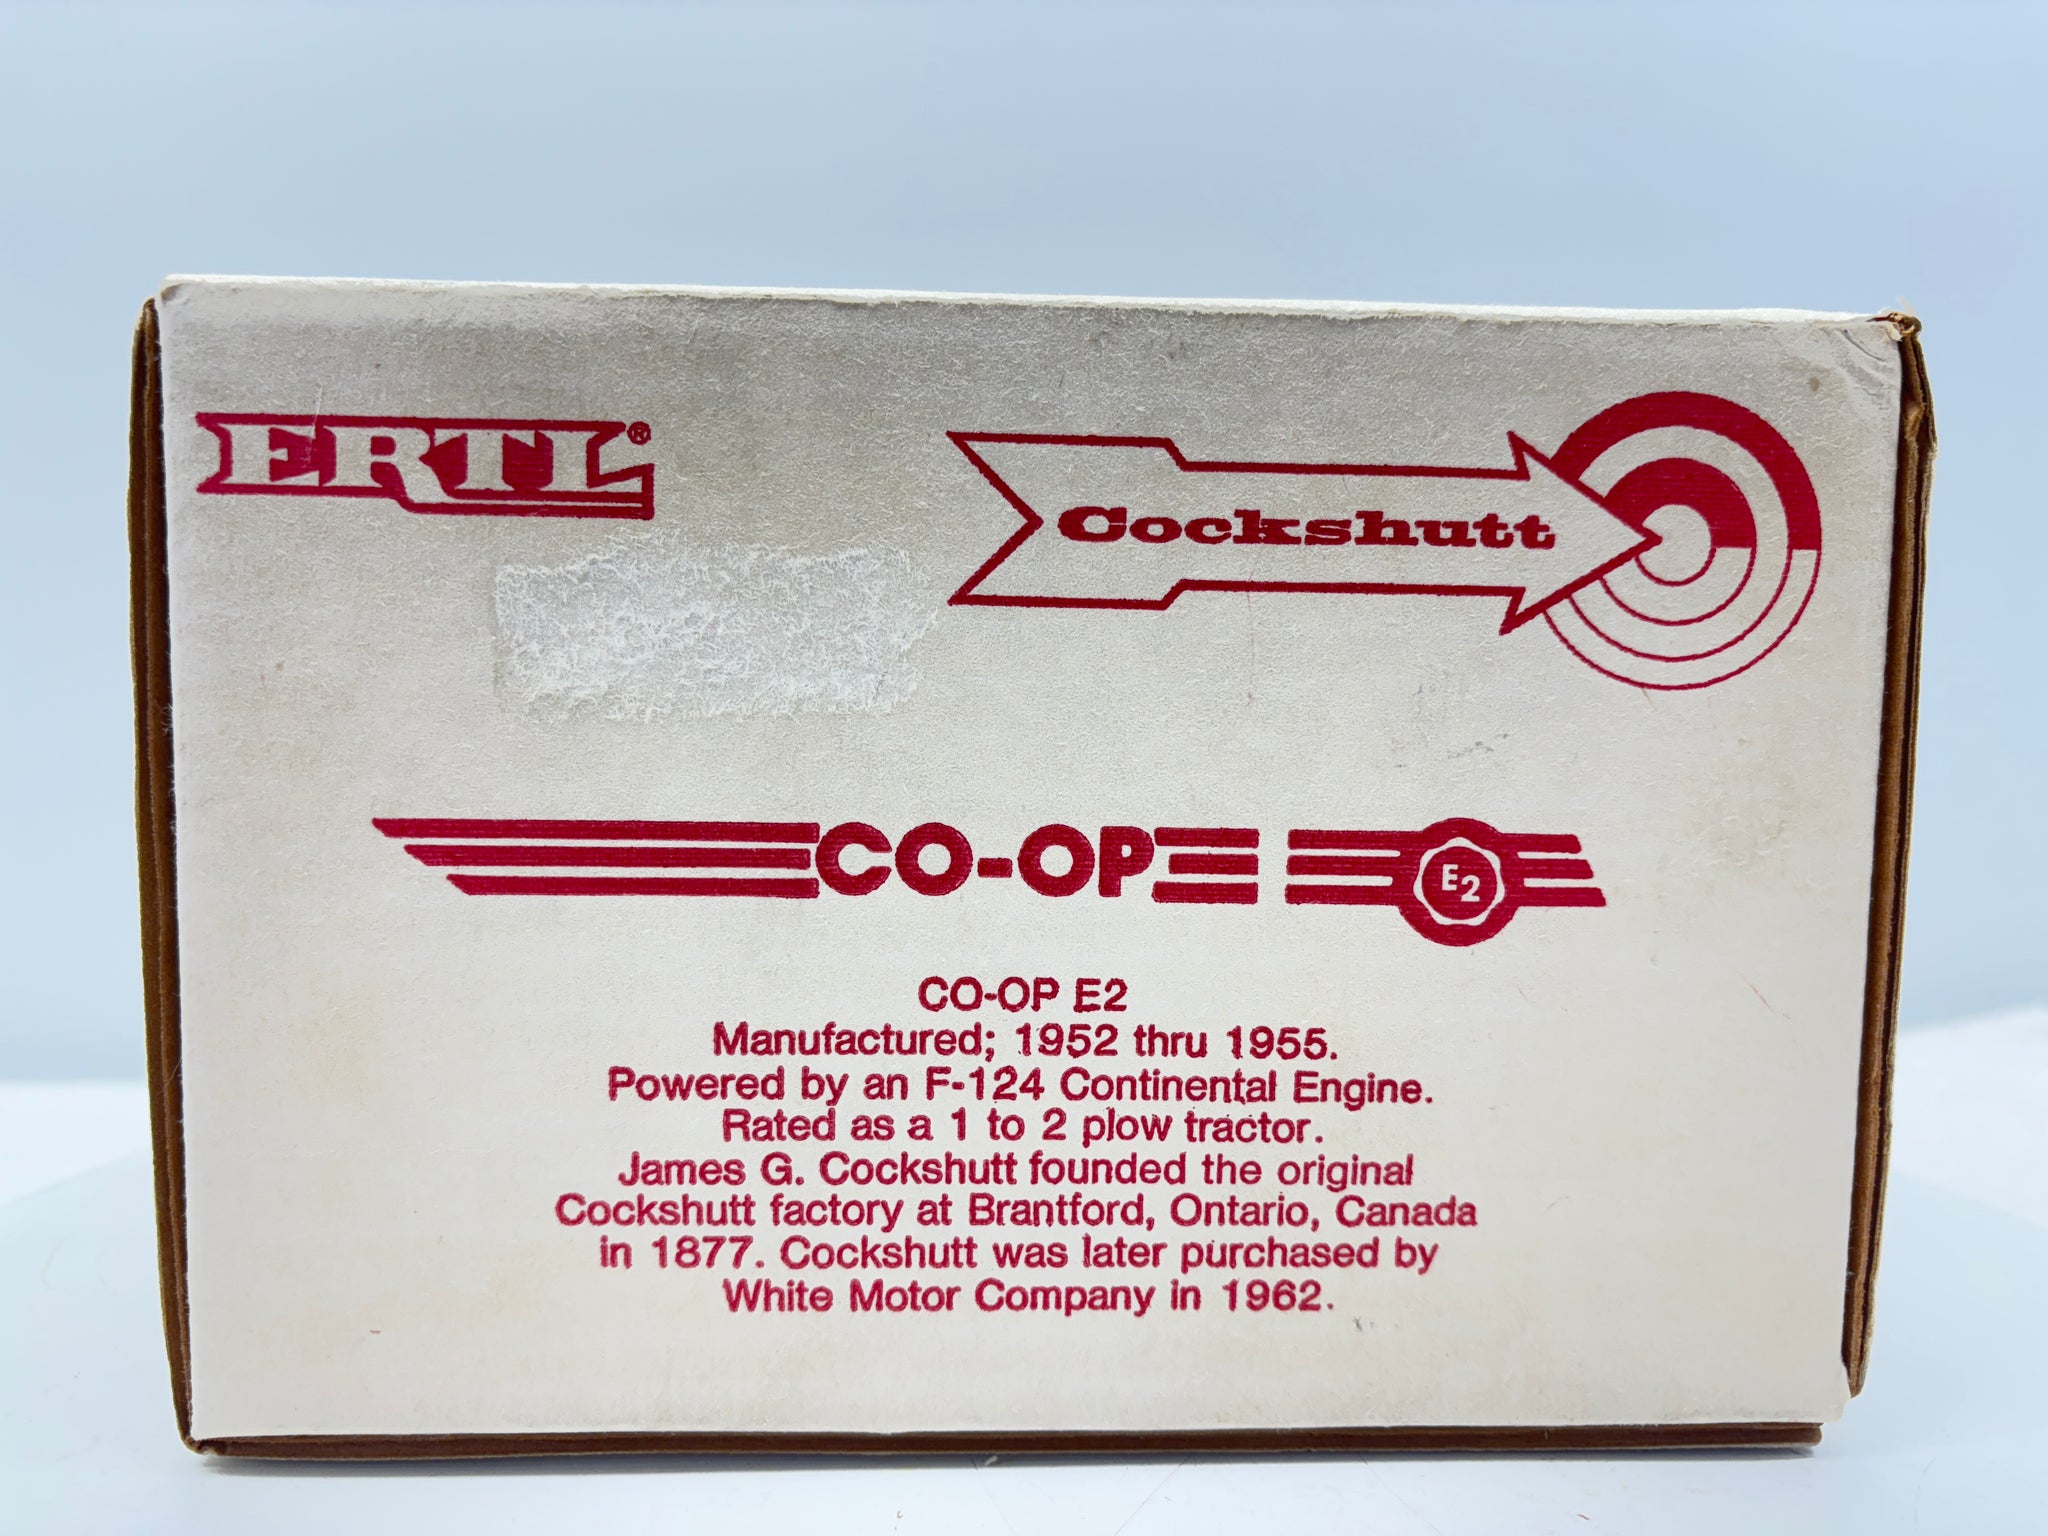 ERTL®
Cockshutt
CO-OP E2
CO-OP E2
Manufactured; 1952 thru 1955.
Powered by an F-124 Continental Engine.
Rated as a 1 to 2 plow tractor.
James G. Cockshutt founded the original
Cockshutt factory at Brantford, Ontario, Canada
in 1877. Cockshutt was later purchased by
White Motor Company in 1962.